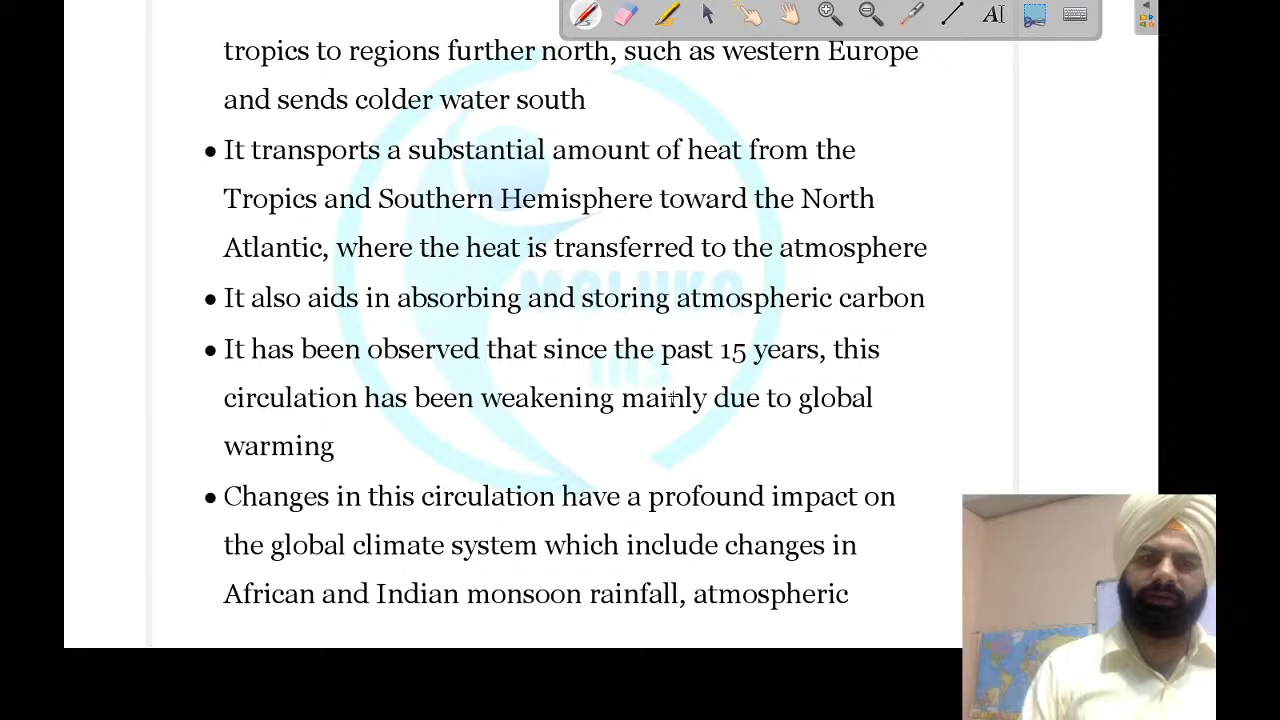 tropics to regions further north, such as western Europe
and sends colder water south
• It transports a substantial amount of heat from the
Tropics and Southern Hemisphere toward the North
Atlantic, where the heat is transferred to the atmosphere
• It also aids in absorbing and storing atmospheric carbon
• It has been observed that since the past 15 years, this
circulation has been weakening mainly due to global
warming
• Changes in this circulation have a profound impact on
the global climate system which include changes in
African and Indian monsoon rainfall, atmospheric